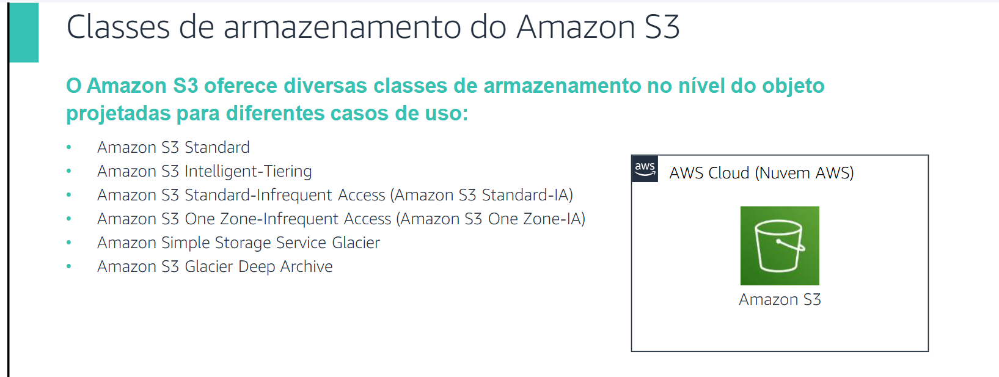 Classes de armazenamento do Amazon S3
O Amazon S3 oferece diversas classes de armazenamento no nível do objeto
projetadas para diferentes casos de uso:
• Amazon S3 Standard
• Amazon S3 Intelligent-Tiering
• Amazon S3 Standard-Infrequent Access (Amazon S3 Standard-IA)
• Amazon S3 One Zone-Infrequent Access (Amazon S3 One Zone-IA)
• Amazon Simple Storage Service Glacier
• Amazon S3 Glacier Deep Archive
aws
AWS Cloud (Nuvem AWS)
Amazon S3